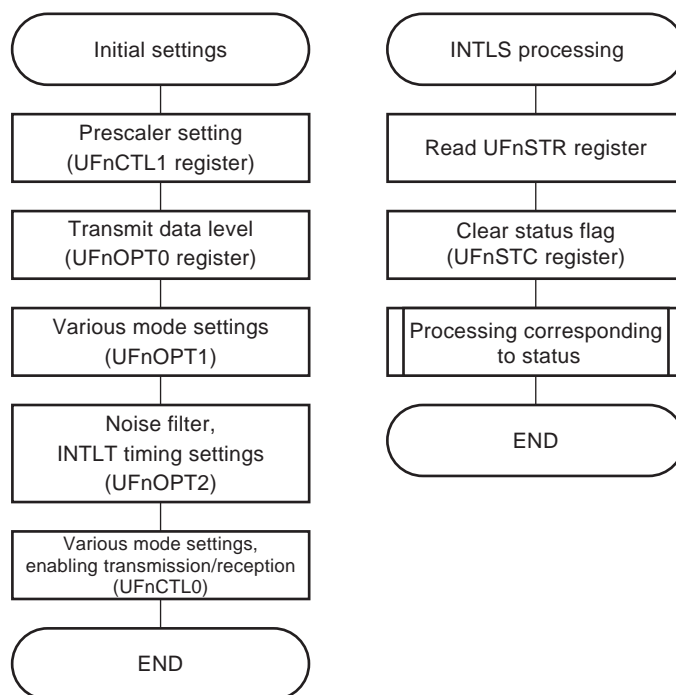 Initial settings
Prescaler setting
(UFnCTL1 register)
Transmit data level
(UFnOPT0 register)
Various mode settings
(UFnOPT1)
Noise filter,
INTLT timing settings
(UFnOPT2)
Various mode settings,
enabling transmission/reception
(UFnCTL0)
END
INTLS processing
Read UFnSTR register
Clear status flag
(UFnSTC register)
Processing corresponding
to status
END